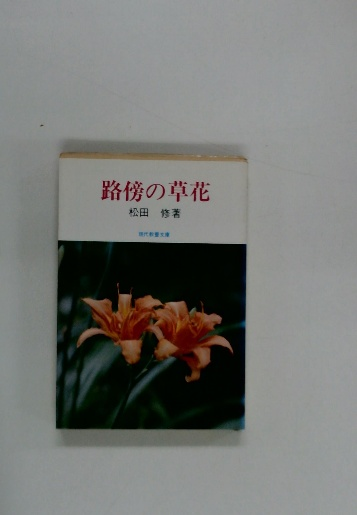 路傍の草花
松田 修著
現代教養文庫